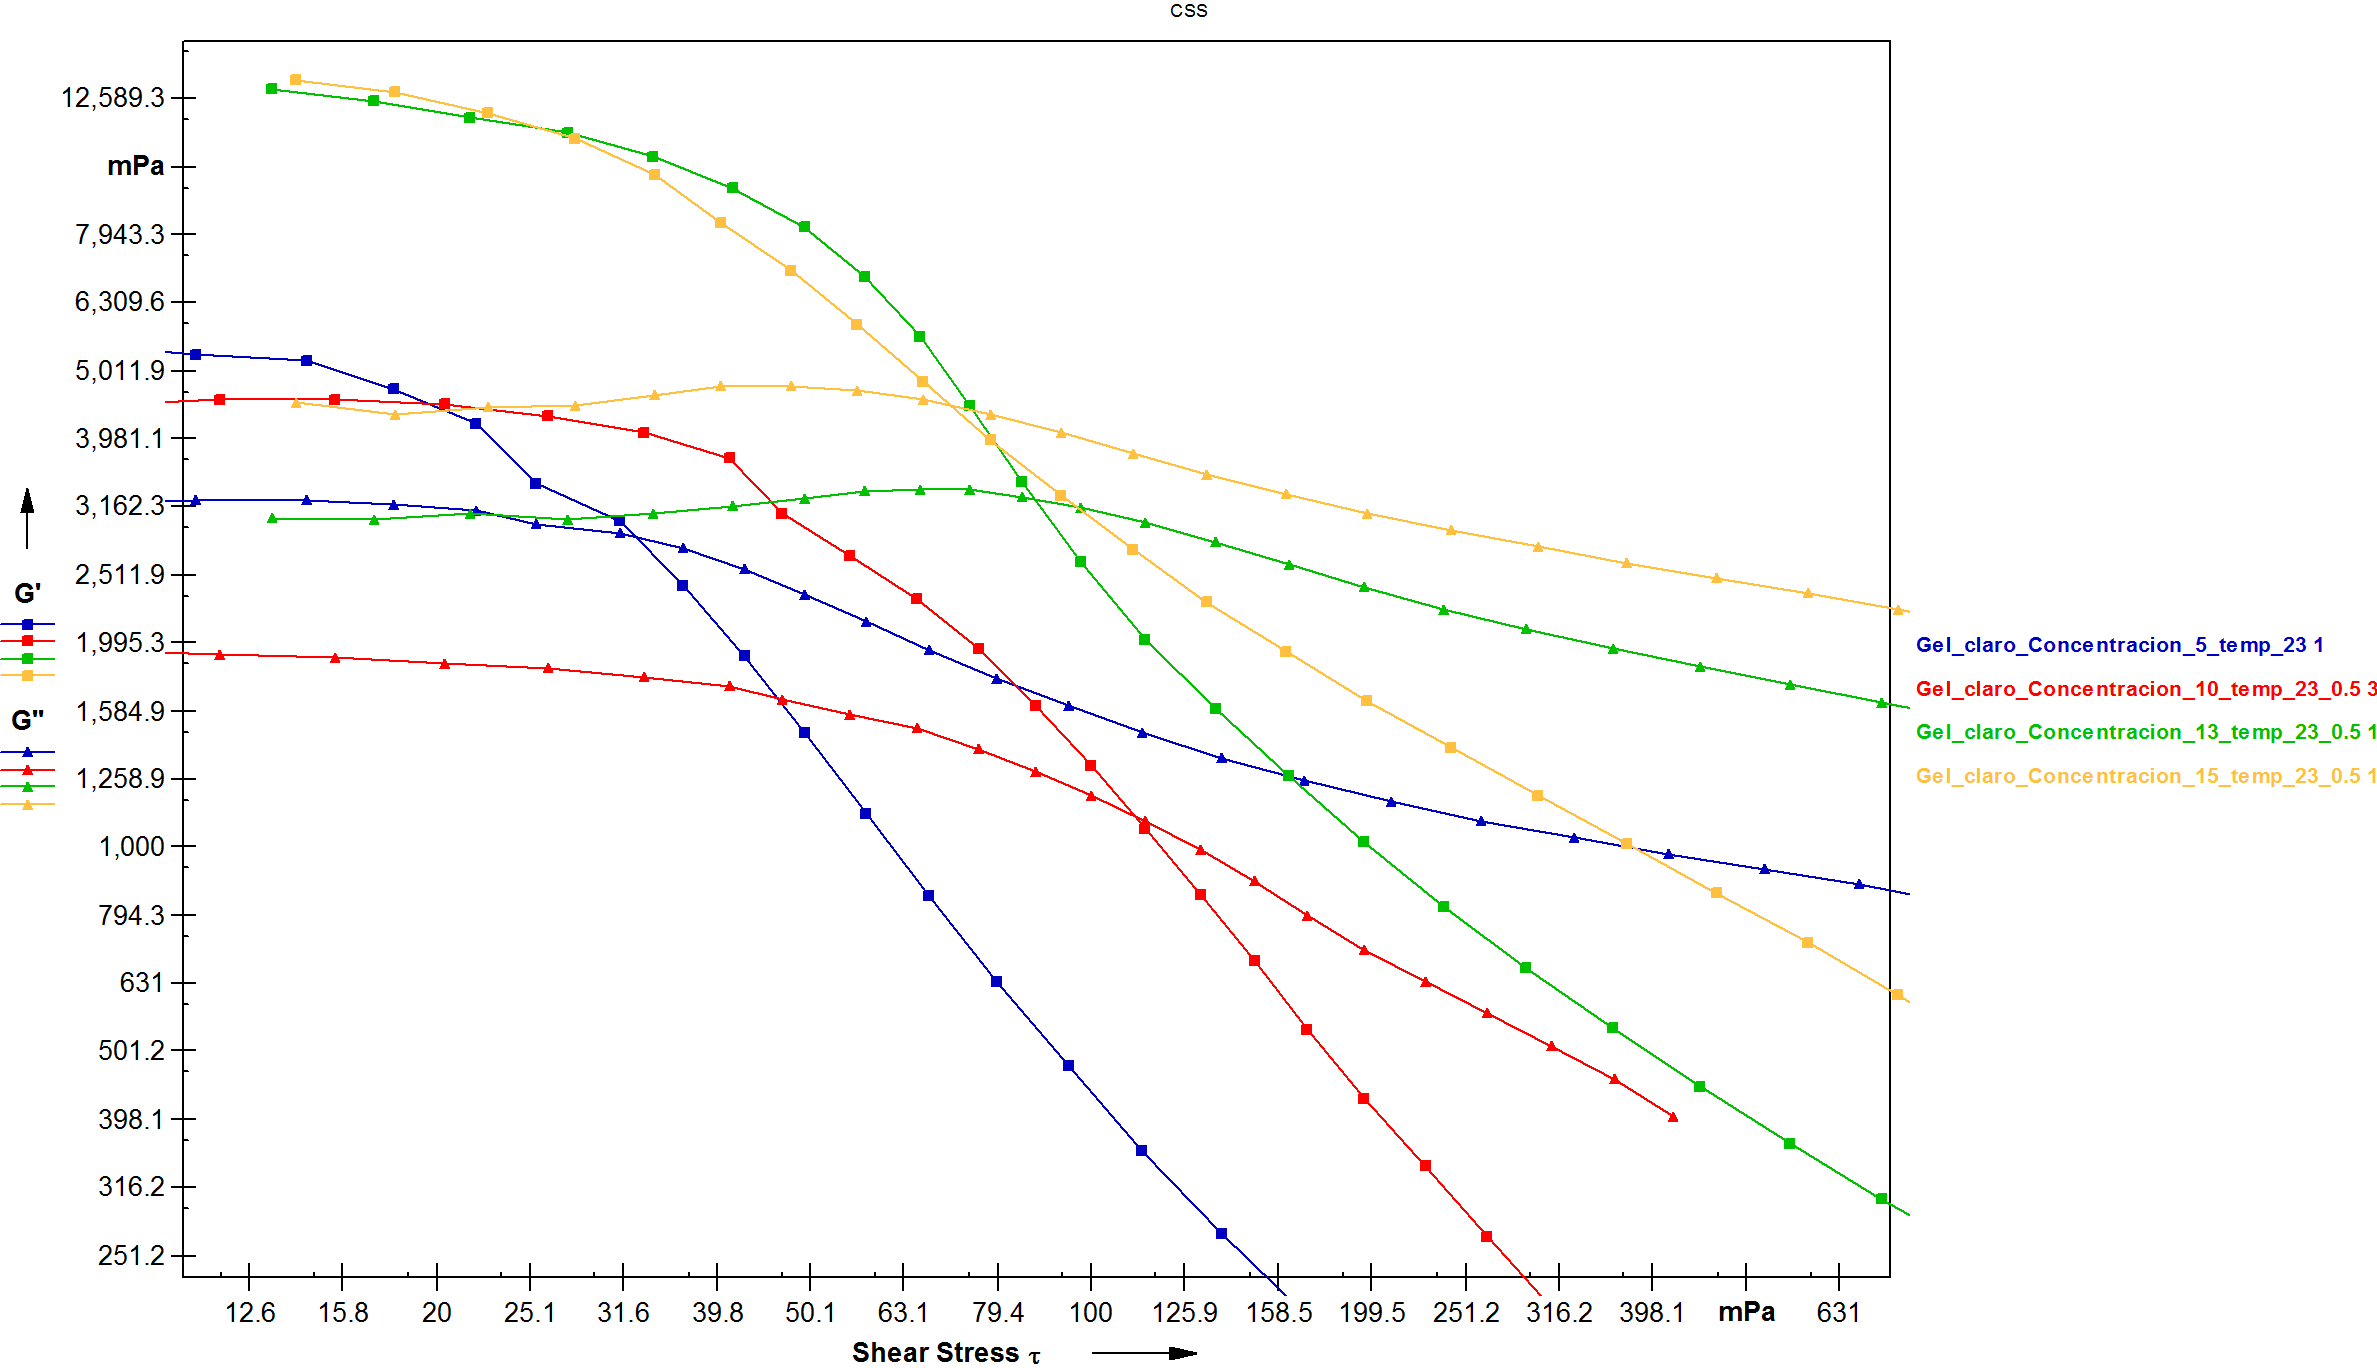 CSS
12,589.3
mPa
7,943.3
6,309.6
5,011.9
3,981.1
3,162.3
2,511.9
1,995.3
1,584.9
1,258.9
1,000
794.3
631
501.2
398.1
316.2
251.2
G'
G"
12.6 15.8 20 25.1 31.6 39.8 50.1 63.1 79.4 100 125.9 158.5 199.5 251.2 316.2 398.1 mPa 631
Shear Stress τ
Gel_claro_Concentracion_5_temp_23 1
Gel_claro_Concentracion_10_temp_23_0.5 3
Gel_claro_Concentracion_13_temp_23_0.5 1
Gel_claro_Concentracion_15_temp_23_0.5 1